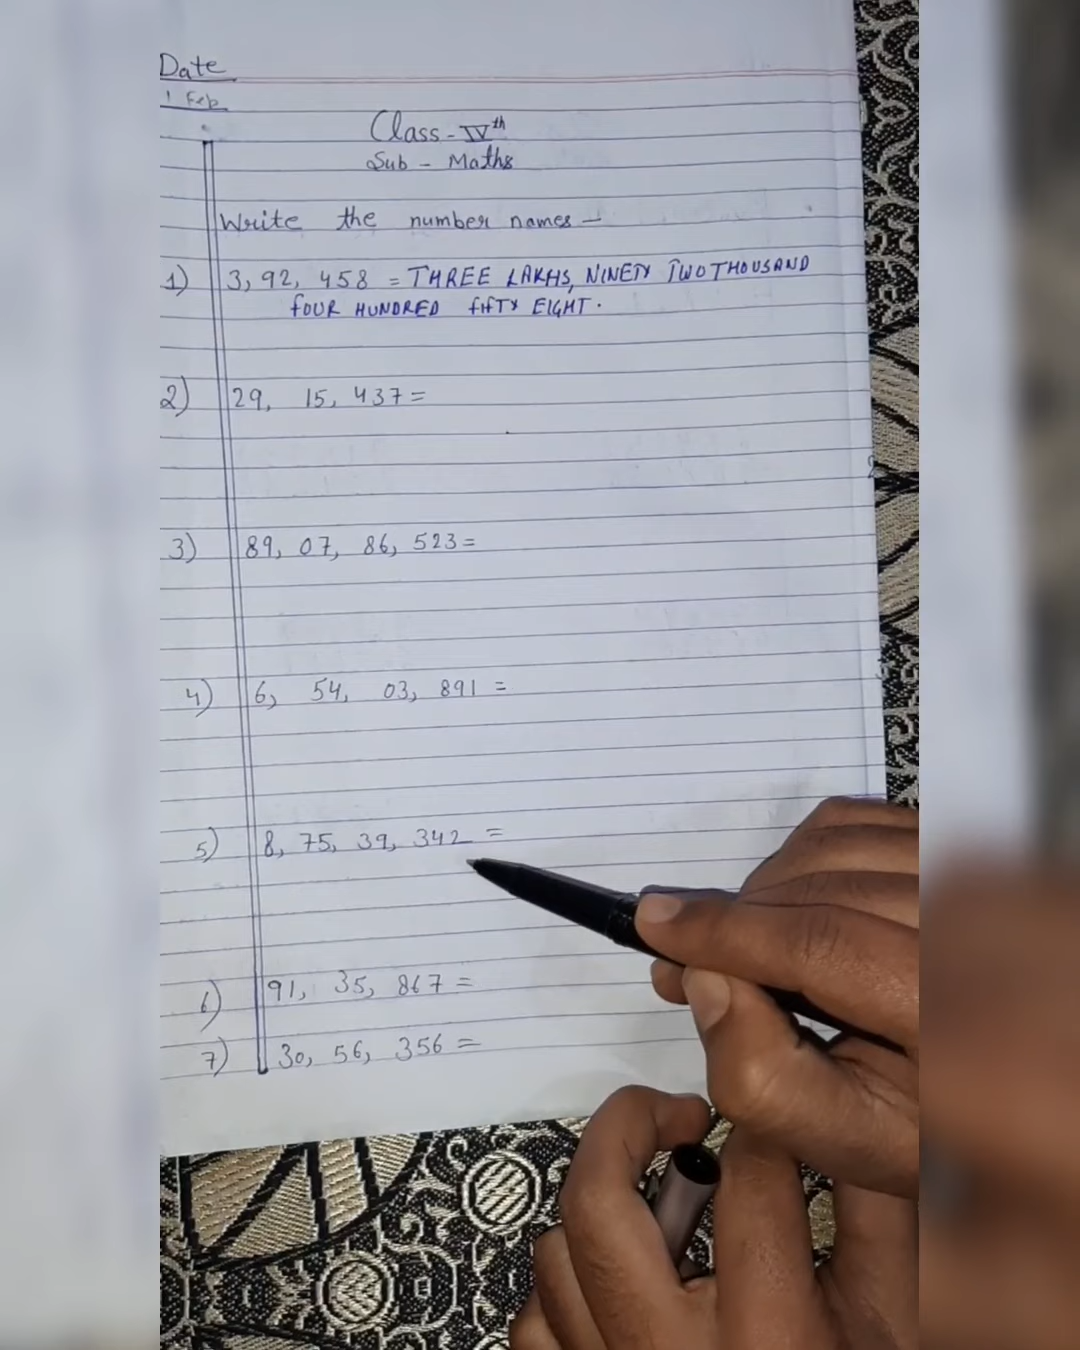 Date
1 Feb
Class - IVth
Sub - Maths
Write the number names -
1) 3, 92, 458 = THREE LAKHS, NINETY TWO THOUSAND
FOUR HUNDRED FIFTY EIGHT.
2) 29, 15, 437 =
3) 89, 07, 86, 523 =
4) 6, 54, 03, 891 =
5) 8, 75, 39, 342 =
6) 91, 35, 867 =
7) 30, 56, 356 =